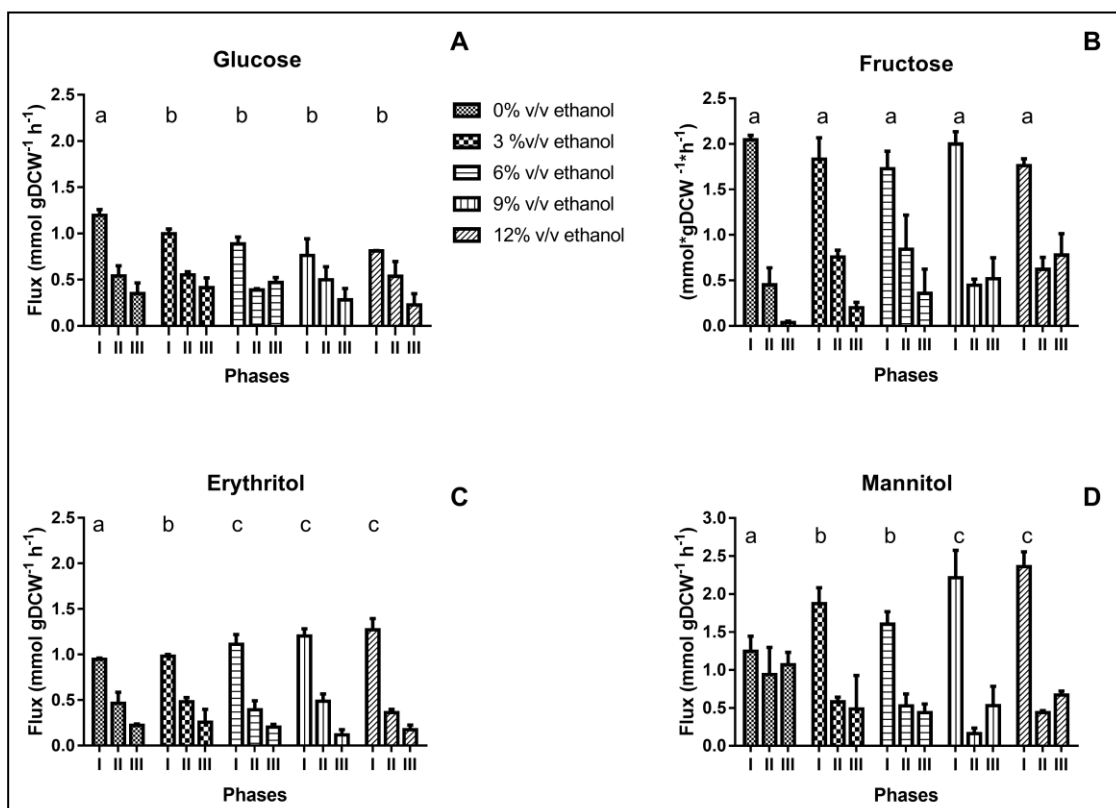 A
Glucose
Flux (mmol gDCW⁻¹ h⁻¹)
2.5
2.0
1.5
1.0
0.5
0.0
a b b b b
I II III I II III I II III I II III I II III
Phases
0% v/v ethanol
3 %v/v ethanol
6% v/v ethanol
9% v/v ethanol
12% v/v ethanol
B
Fructose
(mmol*gDCW ⁻¹*h⁻¹)
2.5
2.0
1.5
1.0
0.5
0.0
a a a a a
I II III I II III I II III I II III I II III
Phases
C
Erythritol
Flux (mmol gDCW⁻¹ h⁻¹)
2.5
2.0
1.5
1.0
0.5
0.0
a b c c c
I II III I II III I II III I II III I II III
Phases
D
Mannitol
Flux (mmol gDCW⁻¹ h⁻¹)
3.0
2.5
2.0
1.5
1.0
0.5
0.0
a b b c c
I II III I II III I II III I II III I II III
Phases